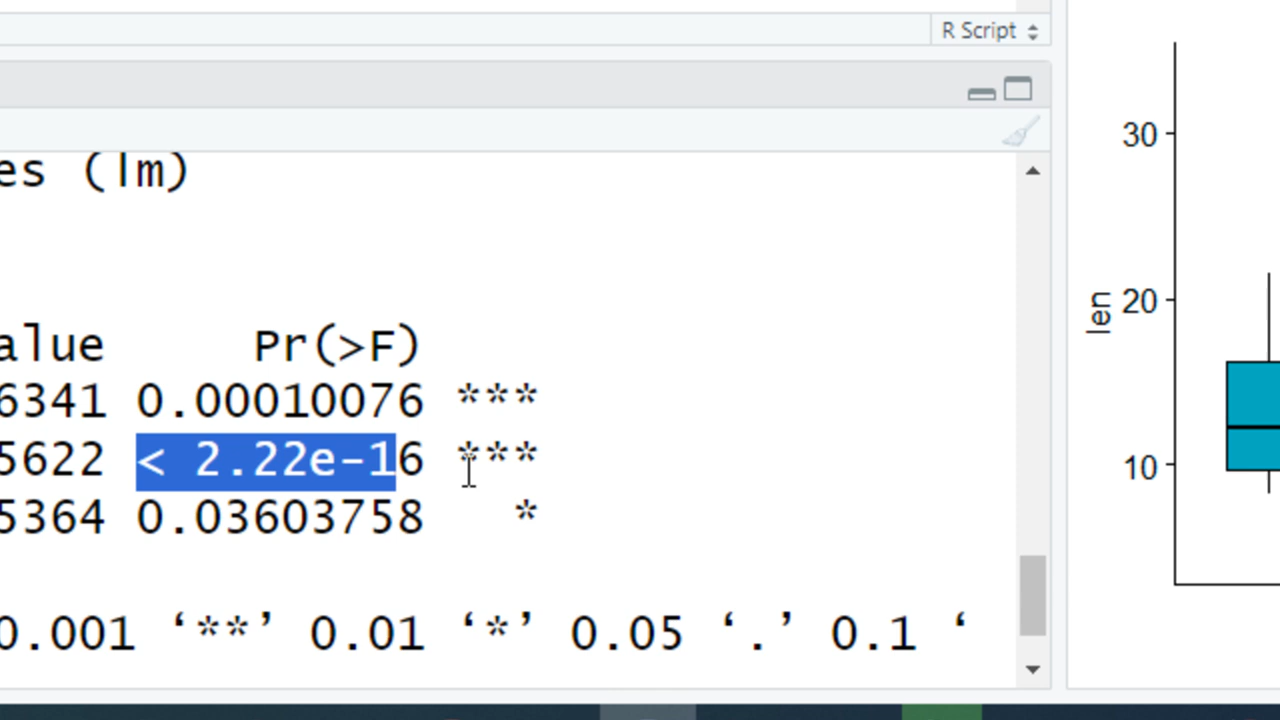 R Script
es (lm)
alue Pr(>F)
6341 0.00010076 ***
5622 < 2.22e-16 ***
5364 0.03603758 *
0.001 ‘**’ 0.01 ‘*’ 0.05 ‘.’ 0.1 ‘
30
20
10
len